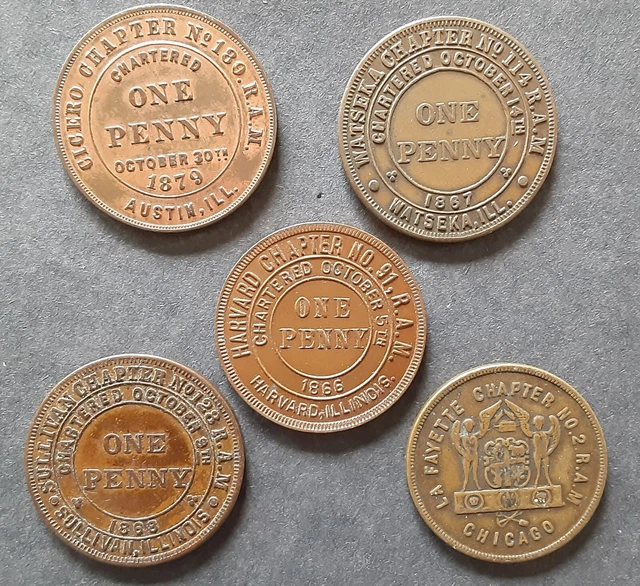 CICERO CHAPTER No 180. R.A.M.
CHARTERED
ONE
PENNY
OCTOBER 30TH
1879
AUSTIN, ILL.
WATSEKA CHAPTER No 114 R.A.M
CHARTERED OCTOBER 14TH
ONE
PENNY
&
&
1867
WATSEKA, ILL.
HARVARD CHAPTER NO. 91, R.A.M.
CHARTERED OCTOBER 5TH
ONE
PENNY
1866
HARVARD, ILLINOIS.
SULLIVAN CHAPTER No 128 R.A.M
CHARTERED OCTOBER 9TH
ONE
PENNY
1868
SULLIVAN, ILLINOIS
LA FAYETTE CHAPTER NO. 2 R.A.M
CHICAGO